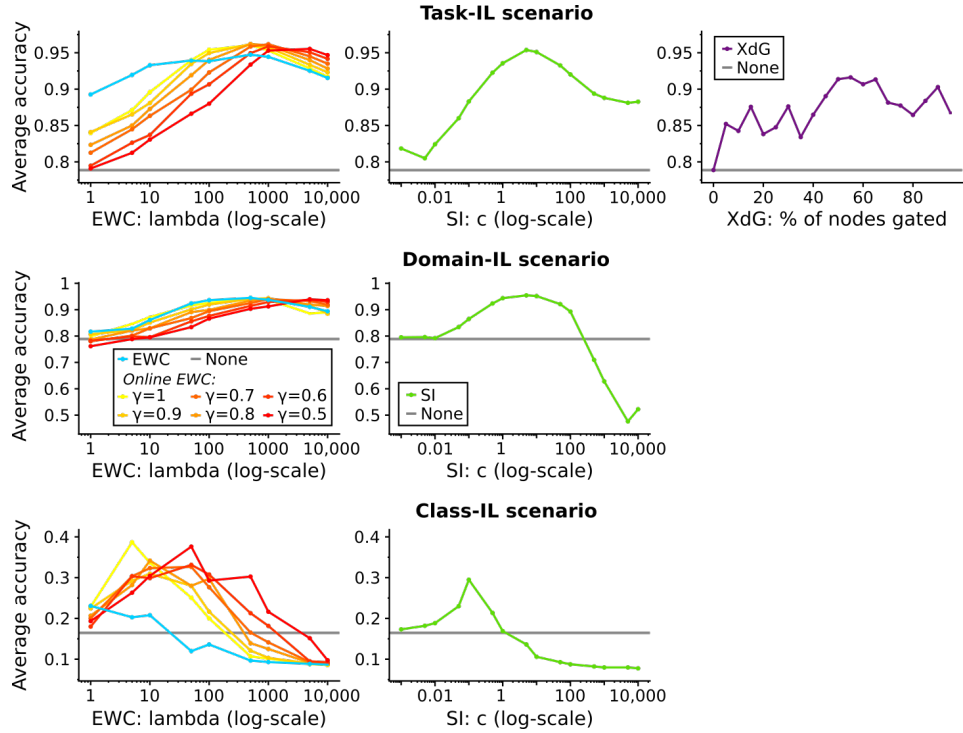 Task-IL scenario
Average accuracy
0.95
0.9
0.85
0.8
1 10 100 1000 10,000
EWC: lambda (log-scale)
0.95
0.9
0.85
0.8
0.01 1 100 10,000
SI: c (log-scale)
0.95
0.9
0.85
0.8
XdG
None
0 20 40 60 80
XdG: % of nodes gated
Domain-IL scenario
Average accuracy
1
0.9
0.8
0.7
0.6
0.5
EWC None
Online EWC:
γ=1 γ=0.7 γ=0.6
γ=0.9 γ=0.8 γ=0.5
1 10 100 1000 10,000
EWC: lambda (log-scale)
1
0.9
0.8
0.7
0.6
0.5
SI
None
0.01 1 100 10,000
SI: c (log-scale)
Class-IL scenario
Average accuracy
0.4
0.3
0.2
0.1
1 10 100 1000 10,000
EWC: lambda (log-scale)
0.4
0.3
0.2
0.1
0.01 1 100 10,000
SI: c (log-scale)